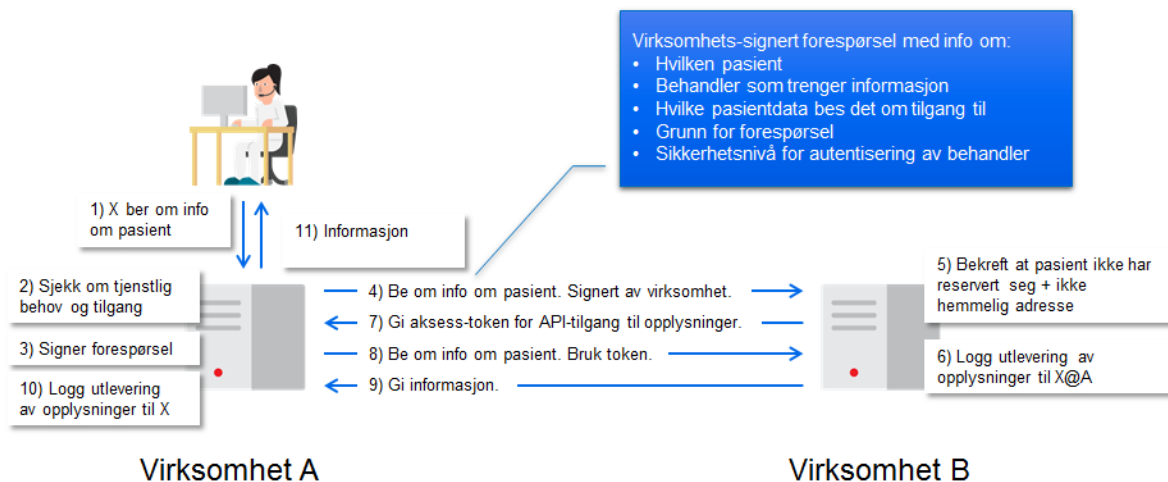 Virksomhets-signert forespørsel med info om:
• Hvilken pasient
• Behandler som trenger informasjon
• Hvilke pasientdata bes det om tilgang til
• Grunn for forespørsel
• Sikkerhetsnivå for autentisering av behandler
1) X ber om info
om pasient
11) Informasjon
2) Sjekk om tjenstlig
behov og tilgang
3) Signer forespørsel
10) Logg utlevering
av opplysninger til X
4) Be om info om pasient. Signert av virksomhet.
7) Gi aksess-token for API-tilgang til opplysninger.
8) Be om info om pasient. Bruk token.
9) Gi informasjon.
5) Bekreft at pasient ikke har
reservert seg + ikke
hemmelig adresse
6) Logg utlevering av
opplysninger til X@A
Virksomhet A
Virksomhet B